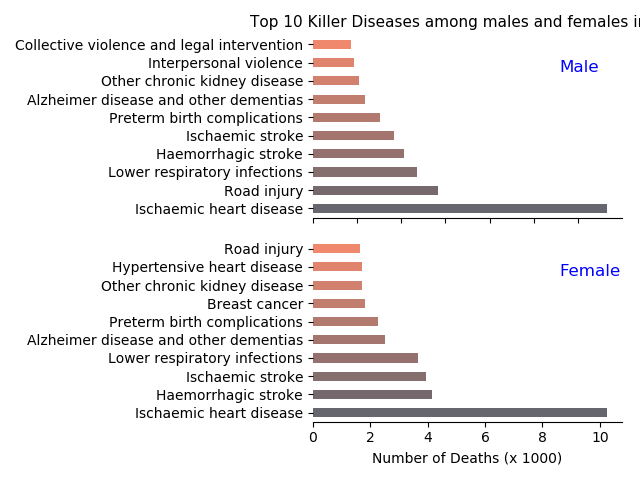 Top 10 Killer Diseases among males and females i
Collective violence and legal intervention
Interpersonal violence
Male
Other chronic kidney disease
Alzheimer disease and other dementias
Preterm birth complications
Ischaemic stroke
Haemorrhagic stroke
Lower respiratory infections
Road injury
Ischaemic heart disease
Road injury
Hypertensive heart disease
Female
Other chronic kidney disease
Breast cancer
Preterm birth complications
Alzheimer disease and other dementias
Lower respiratory infections
Ischaemic stroke
Haemorrhagic stroke
Ischaemic heart disease
0 2 4 6 8 10
Number of Deaths (x 1000)